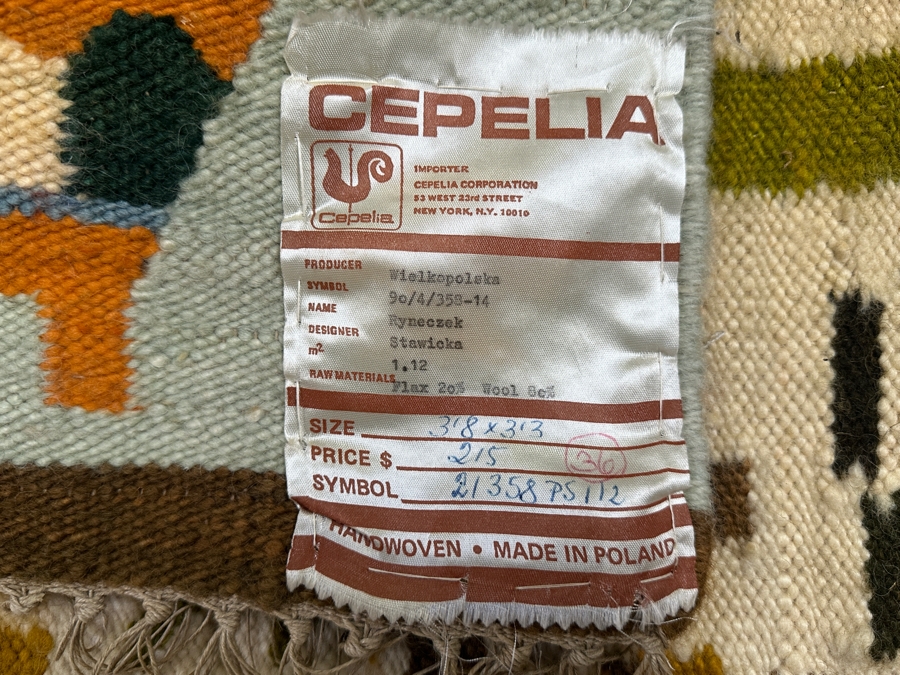 CEPELIA
Cepelia
IMPORTER
CEPELIA CORPORATION
53 WEST 23rd STREET
NEW YORK, N.Y. 10010
PRODUCER Wielkopolska
SYMBOL 9o/4/358-14
NAME Ryneczek
DESIGNER Stawicka
m² 1.12
RAW MATERIALS Flax 2o% Wool 8o%
SIZE 3'8 x 3'3
PRICE $ 215 36
SYMBOL 21358 PS 112
HANDWOVEN • MADE IN POLAND